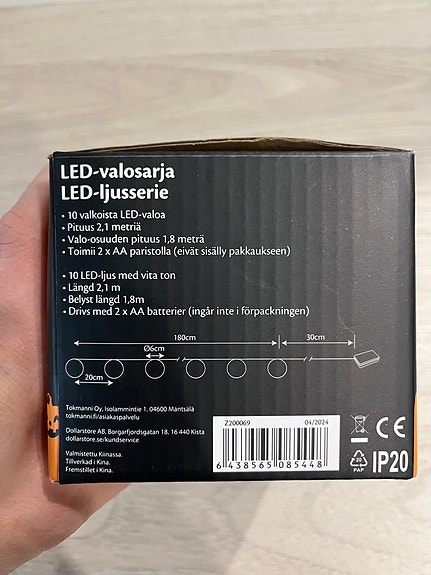 LED-valosarja
LED-ljusserie
• 10 valkoista LED-valoa
• Pituus 2,1 metriä
• Valo-osuuden pituus 1,8 meträ
• Toimii 2 x AA paristolla (eivät sisälly pakkaukseen)
• 10 LED-ljus med vita ton
• Längd 2,1 m
• Belyst längd 1,8m
• Drivs med 2 x AA batterier (ingår inte i förpackningen)
180cm
30cm
Ø6cm
20cm
Tokmanni Oy, Isolammintie 1, 04600 Mäntsälä
tokmanni.fi/asiakaspalvelu
Dollarstore AB, Borgarfjordsgatan 18, 16 440 Kista
dollarstore.se/kundservice
Valmistettu Kiinassa.
Tillverkad i Kina.
Fremstillet i Kina.
Z200069
04/2024
6 438565 085448
CE
20
PAP
IP20